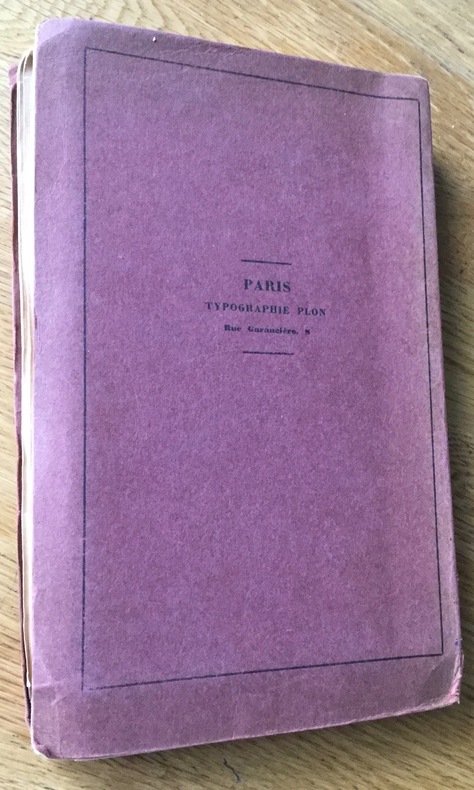 PARIS
TYPOGRAPHIE PLON
Rue Garancière, 8